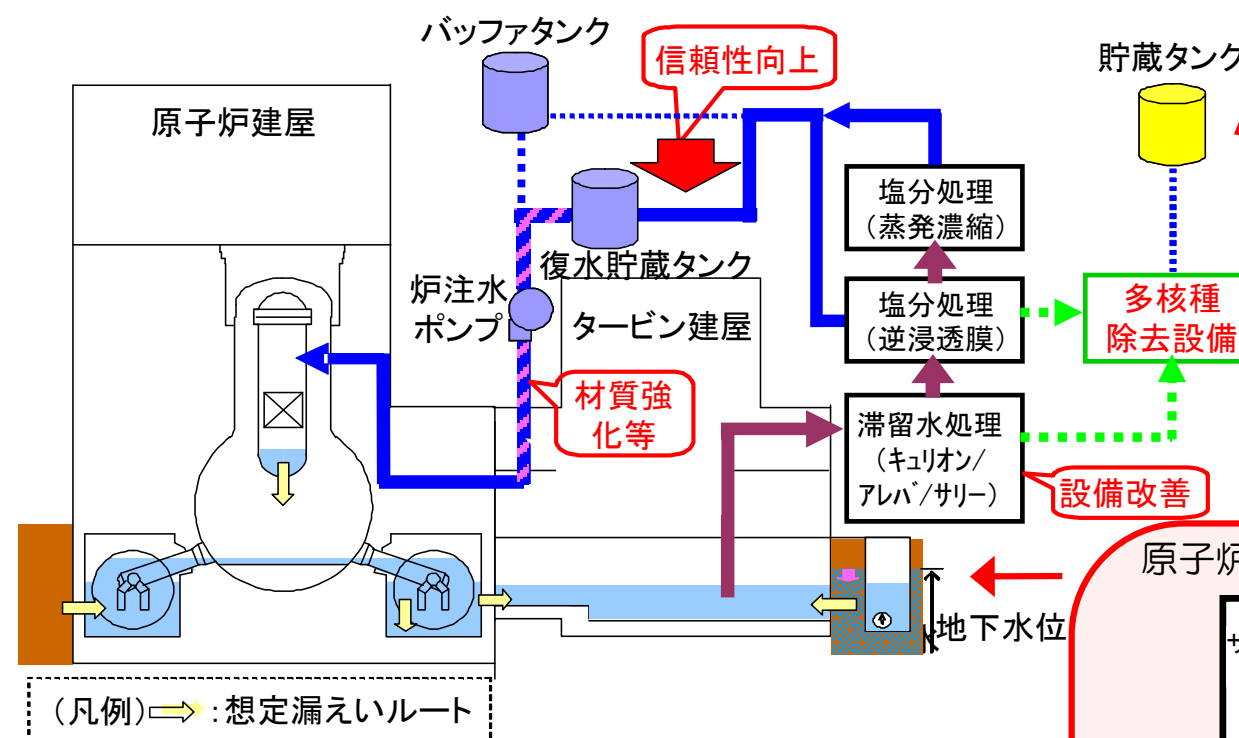 バッファタンク
信頼性向上
貯蔵タンク
原子炉建屋
塩分処理
（蒸発濃縮）
復水貯蔵タンク
炉注水
ポンプ
タービン建屋
塩分処理
（逆浸透膜）
多核種
除去設備
材質強
化等
滞留水処理
（ｷｭﾘｵﾝ/
ｱﾚﾊﾞ/ｻﾘｰ）
設備改善
原子炉
地下水位
（凡例）　：想定漏えいルート